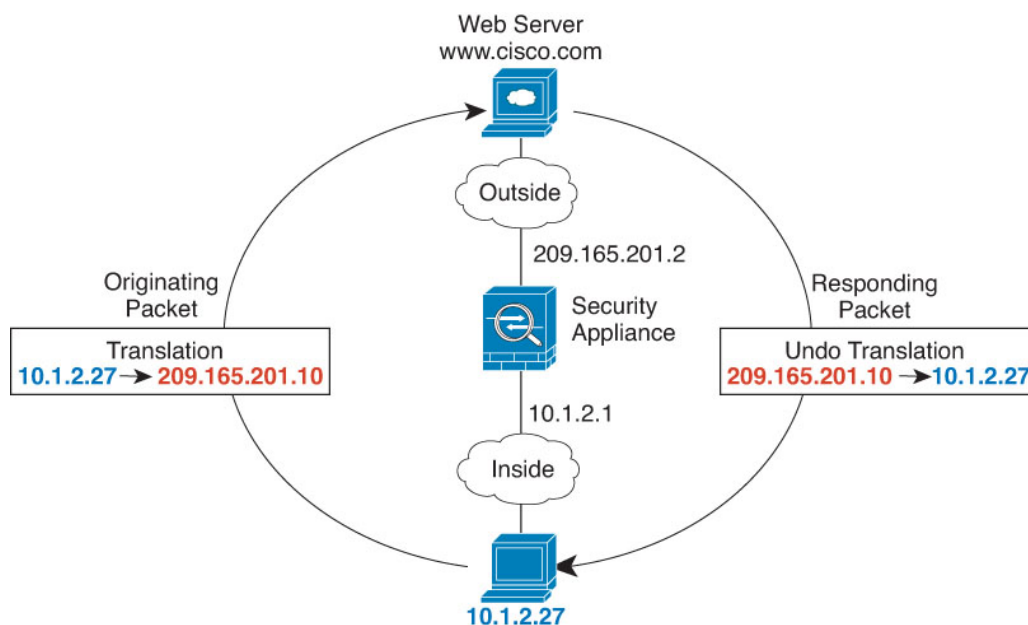 Web Server
www.cisco.com
Outside
209.165.201.2
Originating
Packet
Translation
10.1.2.27 → 209.165.201.10
Security
Appliance
Responding
Packet
Undo Translation
209.165.201.10 → 10.1.2.27
10.1.2.1
Inside
10.1.2.27